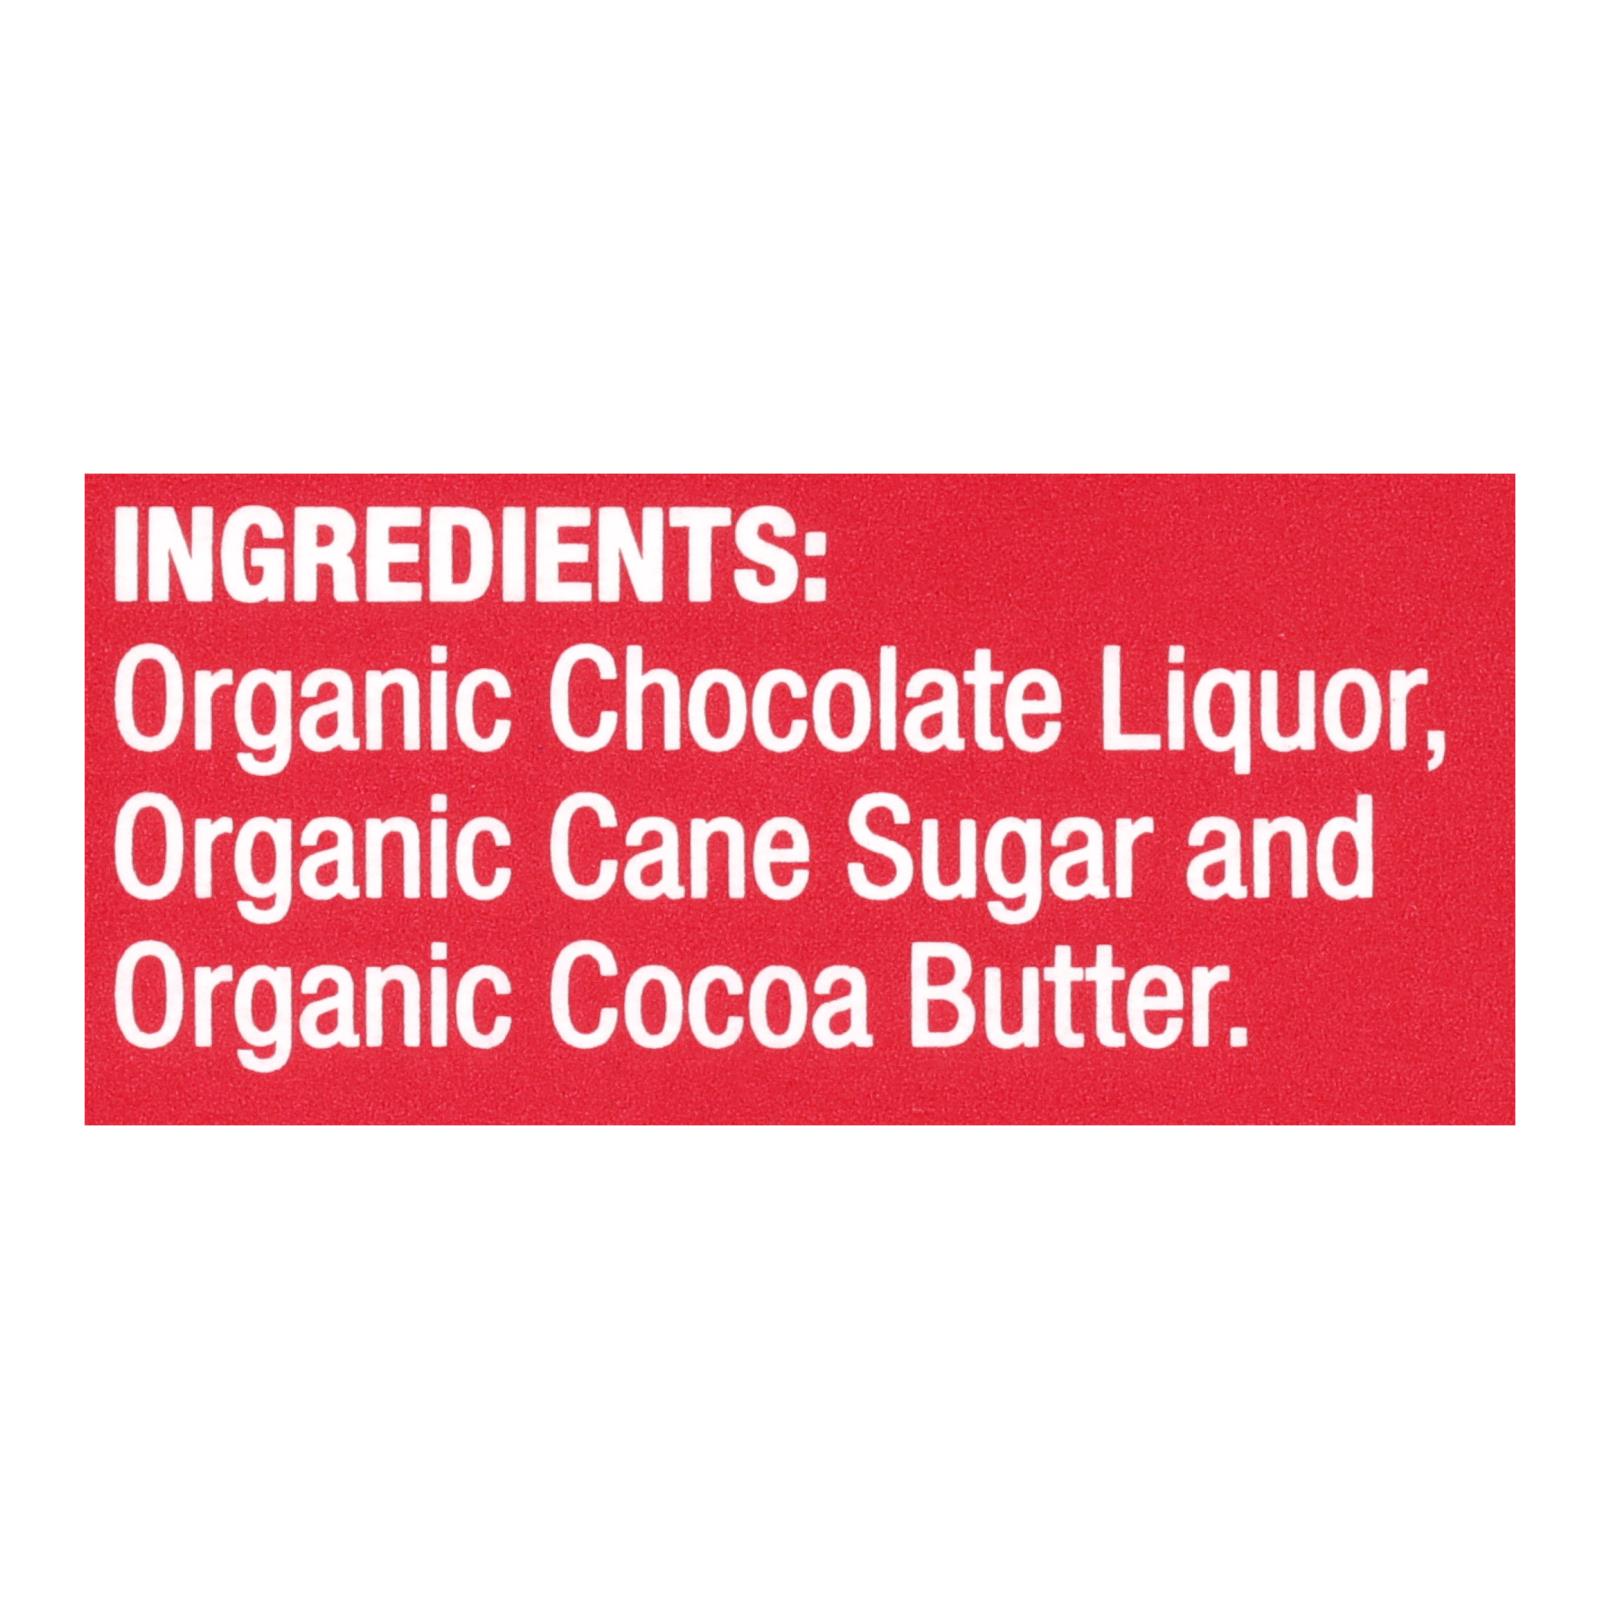 INGREDIENTS:
Organic Chocolate Liquor,
Organic Cane Sugar and
Organic Cocoa Butter.